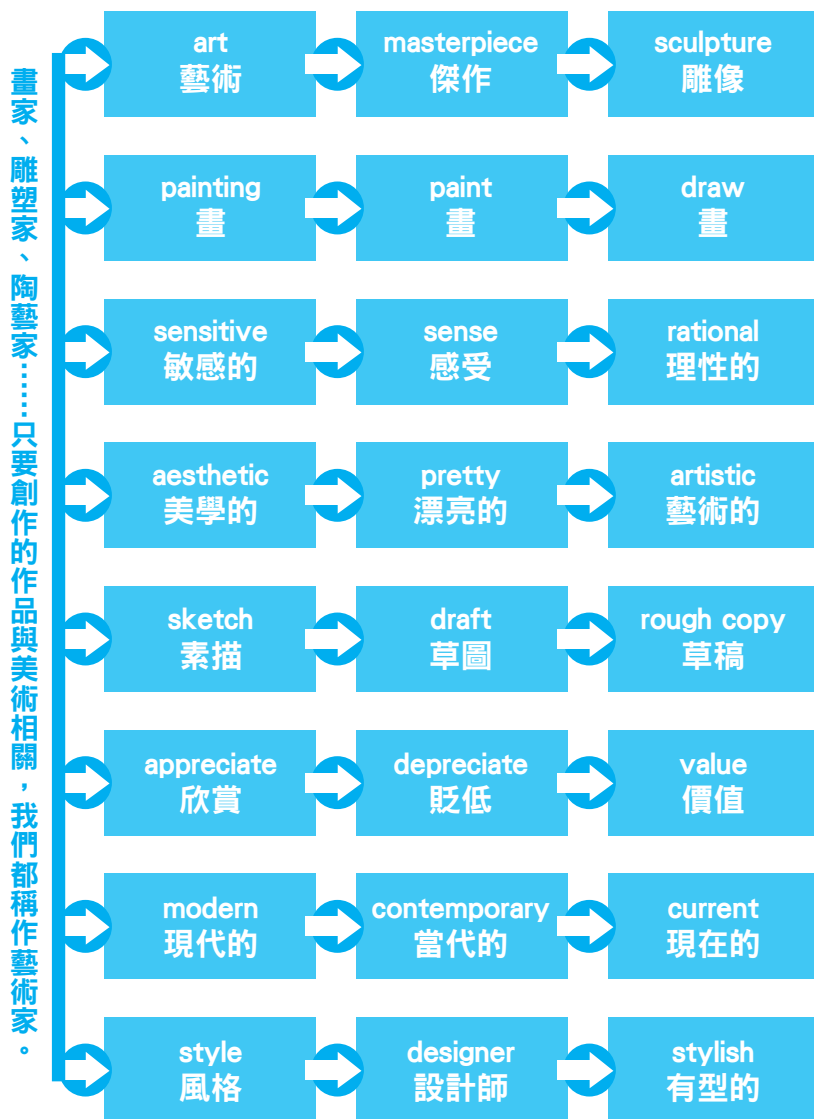 畫家、雕塑家、陶藝家……只要創作的作品與美術相關，我們都稱作藝術家。
art
藝術
masterpiece
傑作
sculpture
雕像
painting
畫
paint
畫
draw
畫
sensitive
敏感的
sense
感受
rational
理性的
aesthetic
美學的
pretty
漂亮的
artistic
藝術的
sketch
素描
draft
草圖
rough copy
草稿
appreciate
欣賞
depreciate
貶低
value
價值
modern
現代的
contemporary
當代的
current
現在的
style
風格
designer
設計師
stylish
有型的